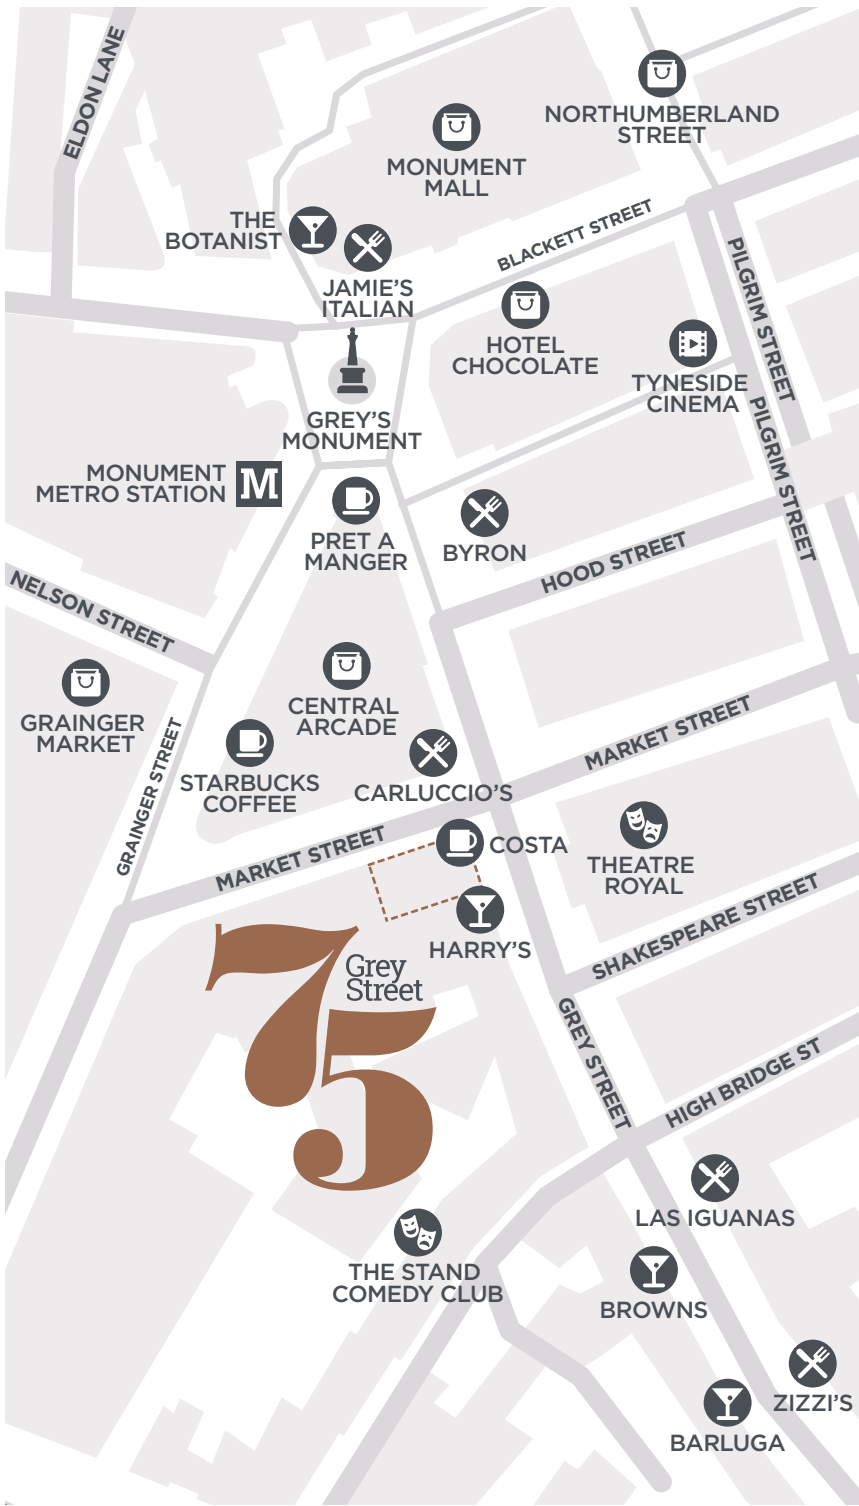 ELDON LANE
NORTHUMBERLAND
STREET
MONUMENT
MALL
THE
BOTANIST
BLACKETT STREET
JAMIE'S
ITALIAN
PILGRIM STREET
HOTEL
CHOCOLATE
TYNESIDE
CINEMA
GREY'S
MONUMENT
PILGRIM STREET
MONUMENT
METRO STATION
M
PRET A
MANGER
BYRON
HOOD STREET
NELSON STREET
GRAINGER
MARKET
CENTRAL
ARCADE
MARKET STREET
GRAINGER STREET
STARBUCKS
COFFEE
CARLUCCIO'S
MARKET STREET
COSTA
THEATRE
ROYAL
HARRY'S
SHAKESPEARE STREET
75
Grey
Street
GREY STREET
HIGH BRIDGE ST
LAS IGUANAS
THE STAND
COMEDY CLUB
BROWNS
ZIZZI'S
BARLUGA